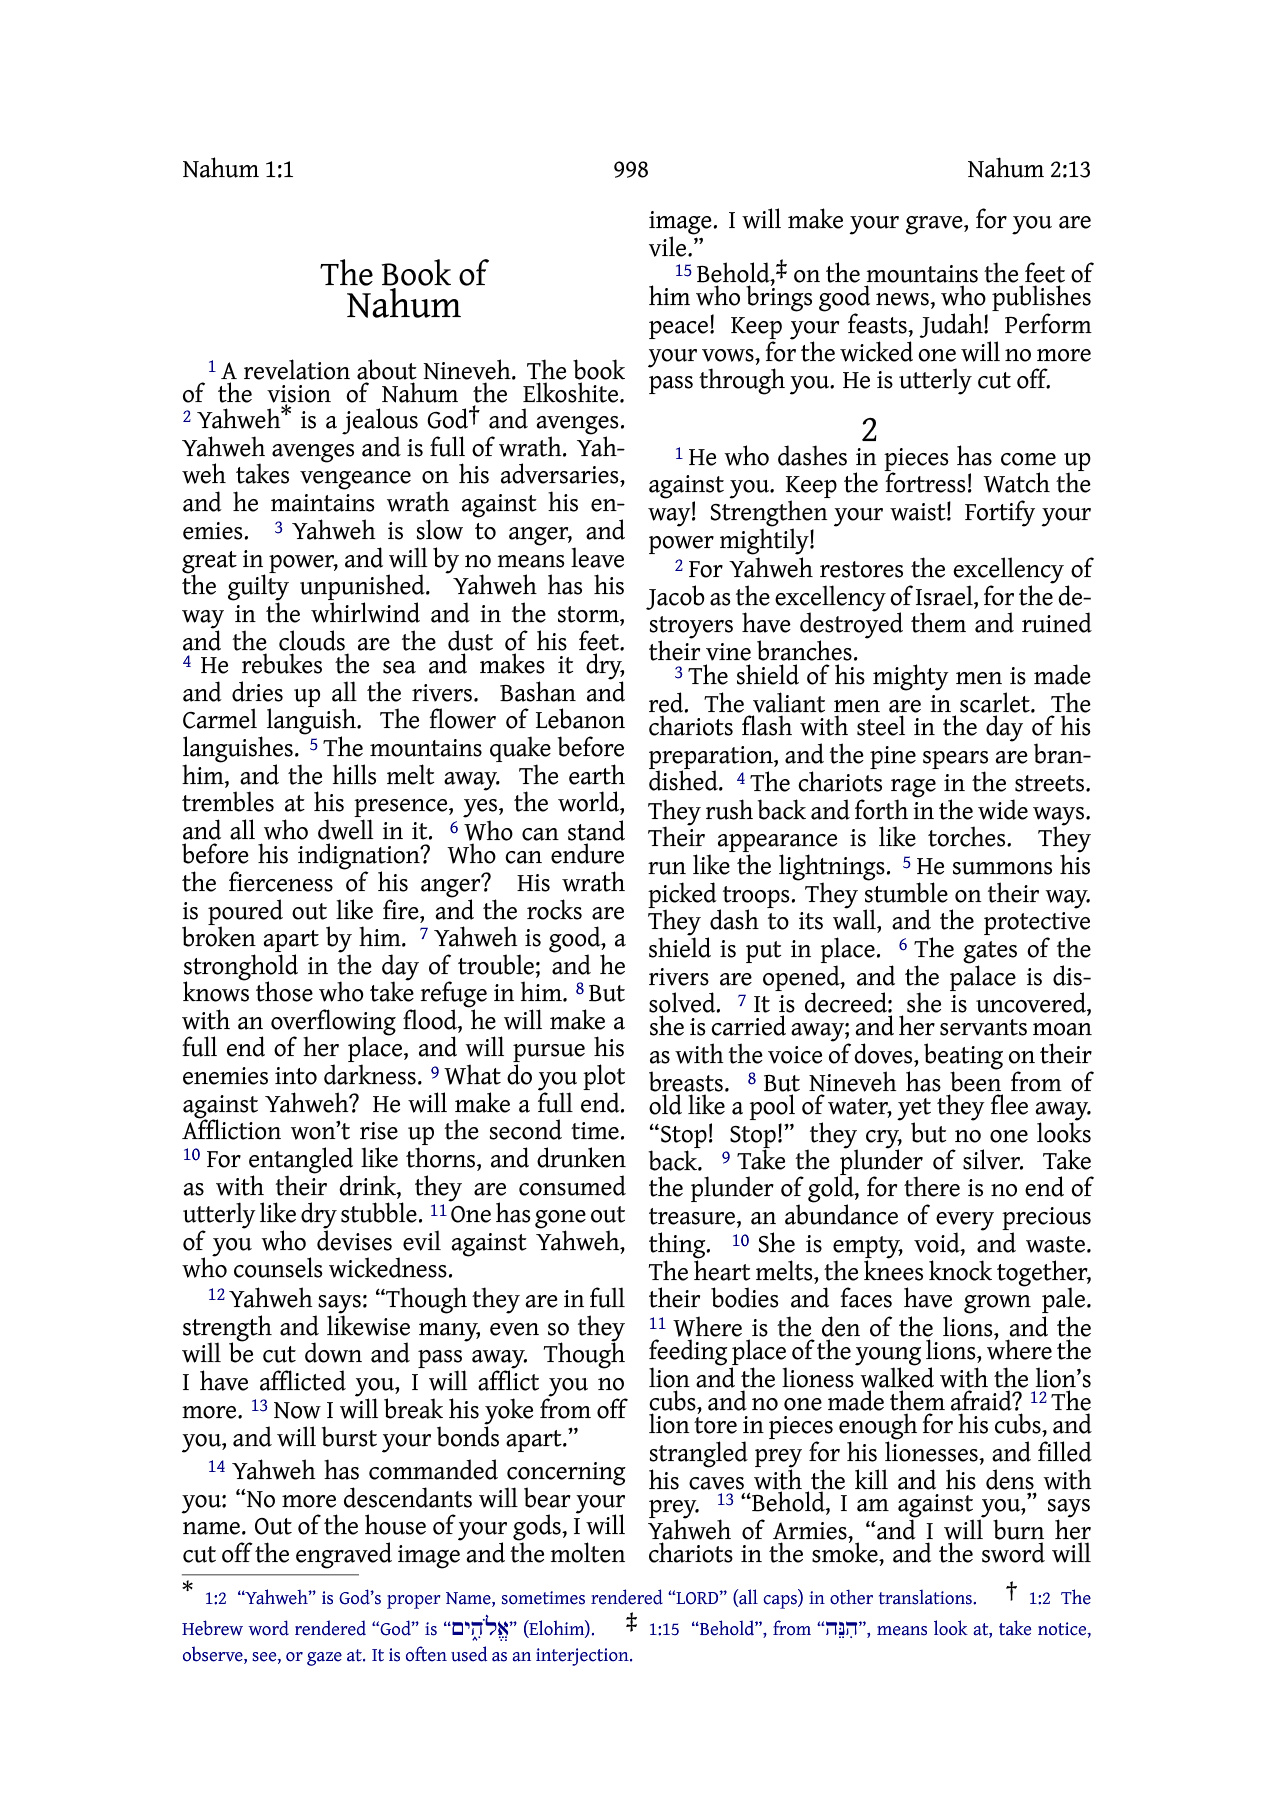 Nahum 1:1 998 Nahum 2:13
The Book of
Nahum
1 A revelation about Nineveh. The book
of the vision of Nahum the Elkoshite.
2 Yahweh* is a jealous God† and avenges.
Yahweh avenges and is full of wrath. Yah-
weh takes vengeance on his adversaries,
and he maintains wrath against his en-
emies. 3 Yahweh is slow to anger, and
great in power, and will by no means leave
the guilty unpunished. Yahweh has his
way in the whirlwind and in the storm,
and the clouds are the dust of his feet.
4 He rebukes the sea and makes it dry,
and dries up all the rivers. Bashan and
Carmel languish. The flower of Lebanon
languishes. 5 The mountains quake before
him, and the hills melt away. The earth
trembles at his presence, yes, the world,
and all who dwell in it. 6 Who can stand
before his indignation? Who can endure
the fierceness of his anger? His wrath
is poured out like fire, and the rocks are
broken apart by him. 7 Yahweh is good, a
stronghold in the day of trouble; and he
knows those who take refuge in him. 8 But
with an overflowing flood, he will make a
full end of her place, and will pursue his
enemies into darkness. 9 What do you plot
against Yahweh? He will make a full end.
Affliction won’t rise up the second time.
10 For entangled like thorns, and drunken
as with their drink, they are consumed
utterly like dry stubble. 11 One has gone out
of you who devises evil against Yahweh,
who counsels wickedness.
12 Yahweh says: “Though they are in full
strength and likewise many, even so they
will be cut down and pass away. Though
I have afflicted you, I will afflict you no
more. 13 Now I will break his yoke from off
you, and will burst your bonds apart.”
14 Yahweh has commanded concerning
you: “No more descendants will bear your
name. Out of the house of your gods, I will
cut off the engraved image and the molten
image. I will make your grave, for you are
vile.”
15 Behold,‡ on the mountains the feet of
him who brings good news, who publishes
peace! Keep your feasts, Judah! Perform
your vows, for the wicked one will no more
pass through you. He is utterly cut off.
2
1 He who dashes in pieces has come up
against you. Keep the fortress! Watch the
way! Strengthen your waist! Fortify your
power mightily!
2 For Yahweh restores the excellency of
Jacob as the excellency of Israel, for the de-
stroyers have destroyed them and ruined
their vine branches.
3 The shield of his mighty men is made
red. The valiant men are in scarlet. The
chariots flash with steel in the day of his
preparation, and the pine spears are bran-
dished. 4 The chariots rage in the streets.
They rush back and forth in the wide ways.
Their appearance is like torches. They
run like the lightnings. 5 He summons his
picked troops. They stumble on their way.
They dash to its wall, and the protective
shield is put in place. 6 The gates of the
rivers are opened, and the palace is dis-
solved. 7 It is decreed: she is uncovered,
she is carried away; and her servants moan
as with the voice of doves, beating on their
breasts. 8 But Nineveh has been from of
old like a pool of water, yet they flee away.
“Stop! Stop!” they cry, but no one looks
back. 9 Take the plunder of silver. Take
the plunder of gold, for there is no end of
treasure, an abundance of every precious
thing. 10 She is empty, void, and waste.
The heart melts, the knees knock together,
their bodies and faces have grown pale.
11 Where is the den of the lions, and the
feeding place of the young lions, where the
lion and the lioness walked with the lion’s
cubs, and no one made them afraid? 12 The
lion tore in pieces enough for his cubs, and
strangled prey for his lionesses, and filled
his caves with the kill and his dens with
prey. 13 “Behold, I am against you,” says
Yahweh of Armies, “and I will burn her
chariots in the smoke, and the sword will
* 1:2 “Yahweh” is God’s proper Name, sometimes rendered “LORD” (all caps) in other translations. † 1:2 The
Hebrew word rendered “God” is “אֱלֹהִ֑ים” (Elohim). ‡ 1:15 “Behold”, from “הִנֵּה”, means look at, take notice,
observe, see, or gaze at. It is often used as an interjection.